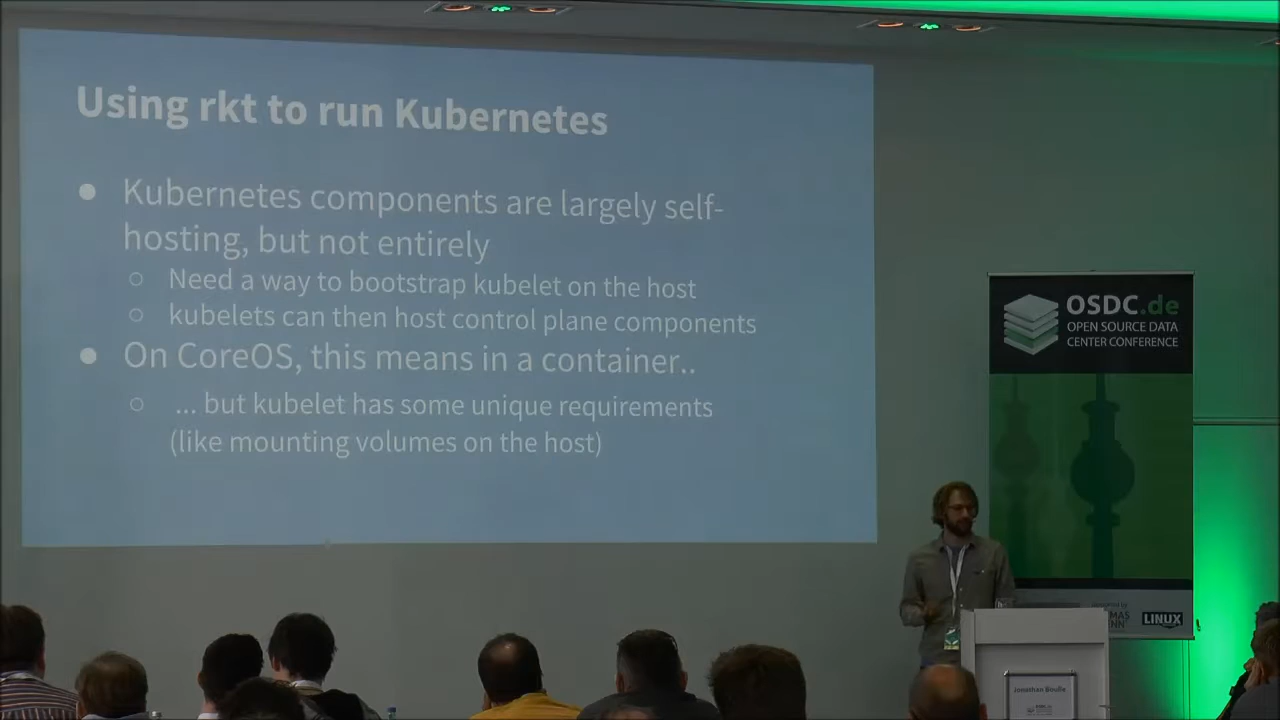 Using rkt to run Kubernetes
Kubernetes components are largely self-
hosting, but not entirely
Need a way to bootstrap kubelet on the host
kubelets can then host control plane components
On CoreOS, this means in a container..
... but kubelet has some unique requirements
(like mounting volumes on the host)
OSDC.de
OPEN SOURCE DATA
CENTER CONFERENCE
LINUX
Jonathan Boulle